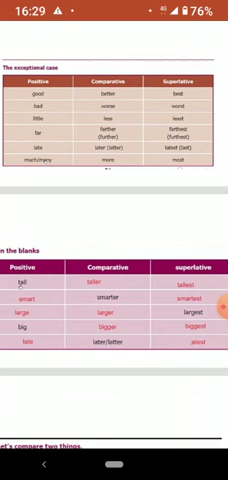 16:29 4G 76%
The exceptional case
Positive Comparative Superlative
good better best
bad worse worst
little less least
far farther (further) farthest (furthest)
late later (latter) latest (last)
much/many more most
n the blanks
Positive Comparative superlative
tall taller tallest
smart smarter smartest
large larger largest
big bigger biggest
late later/latter .atest
et's compare two things.